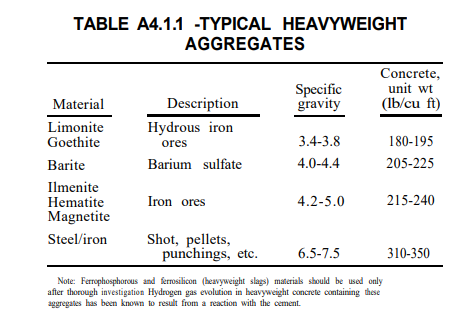 TABLE A4.1.1 -TYPICAL HEAVYWEIGHT
AGGREGATES
Material Description Specific gravity Concrete, unit wt (lb/cu ft)
Limonite Hydrous iron
Goethite ores 3.4-3.8 180-195
Barite Barium sulfate 4.0-4.4 205-225
Ilmenite
Hematite Iron ores 4.2-5.0 215-240
Magnetite
Steel/iron Shot, pellets,
punchings, etc. 6.5-7.5 310-350
Note: Ferrophosphorous and ferrosilicon (heavyweight slags) materials should be used only
after thorough investigation Hydrogen gas evolution in heavyweight concrete containing these
aggregates has been known to result from a reaction with the cement.